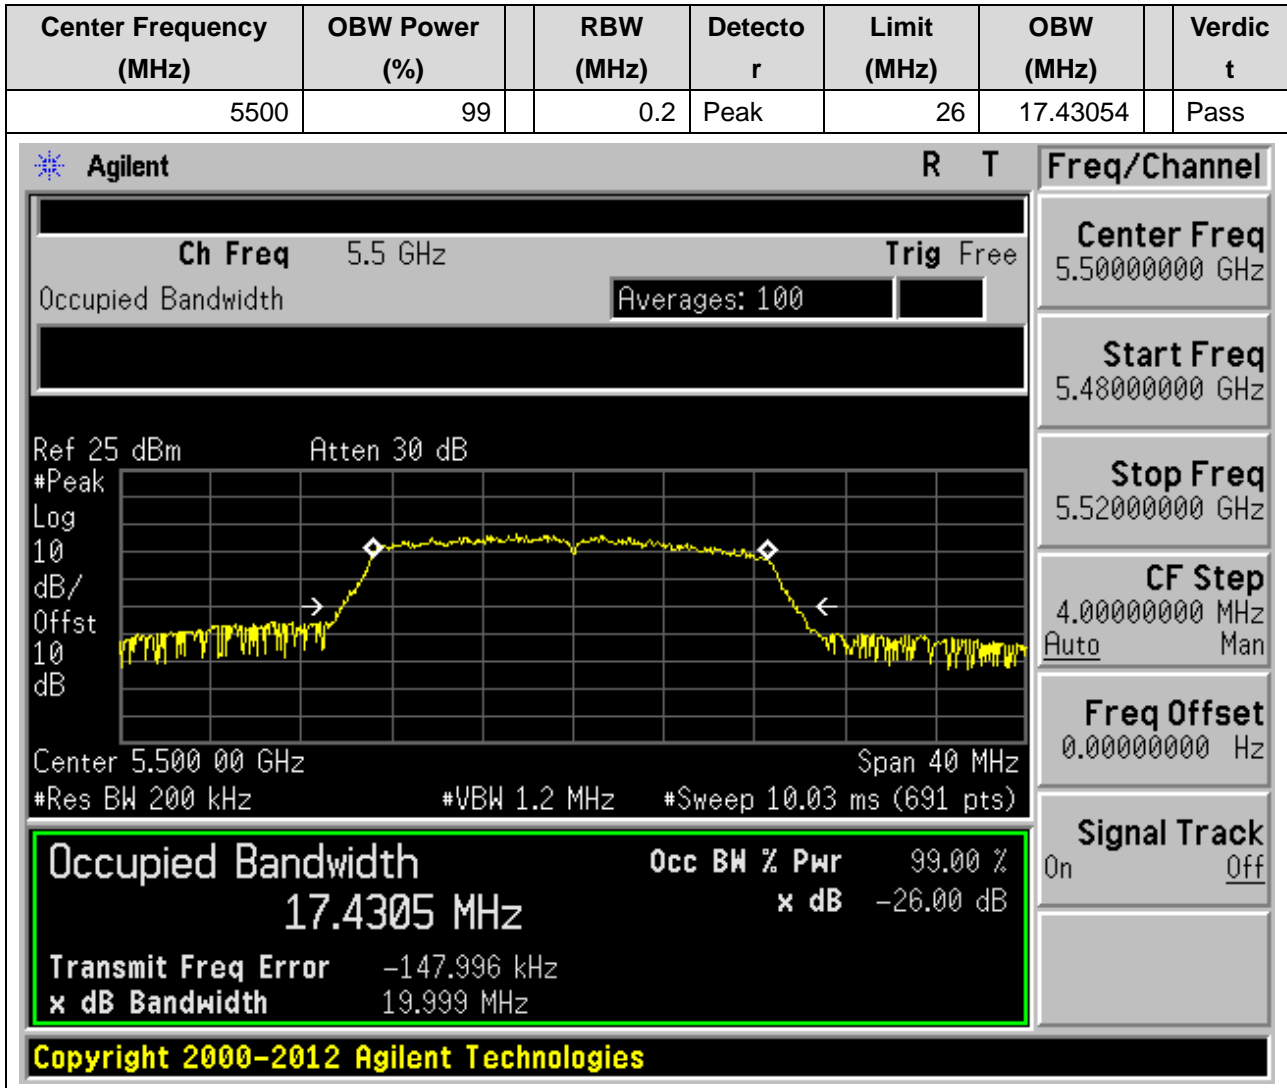 Center Frequency OBW Power RBW Detecto Limit OBW Verdic
(MHz) (%) (MHz) r (MHz) (MHz) t
5500 99 0.2 Peak 26 17.43054 Pass
Agilent R T Freq/Channel
Ch Freq 5.5 GHz Trig Free
Occupied Bandwidth Averages: 100
Center Freq
5.50000000 GHz
Start Freq
5.48000000 GHz
Stop Freq
5.52000000 GHz
CF Step
4.00000000 MHz
Auto Man
Freq Offset
0.00000000 Hz
Signal Track
On Off
Ref 25 dBm Atten 30 dB
#Peak
Log
10
dB/
Offst
10
dB
Center 5.500 00 GHz Span 40 MHz
#Res BW 200 kHz #VBW 1.2 MHz #Sweep 10.03 ms (691 pts)
Occupied Bandwidth Occ BW % Pwr 99.00 %
17.4305 MHz x dB -26.00 dB
Transmit Freq Error -147.996 kHz
x dB Bandwidth 19.999 MHz
Copyright 2000-2012 Agilent Technologies